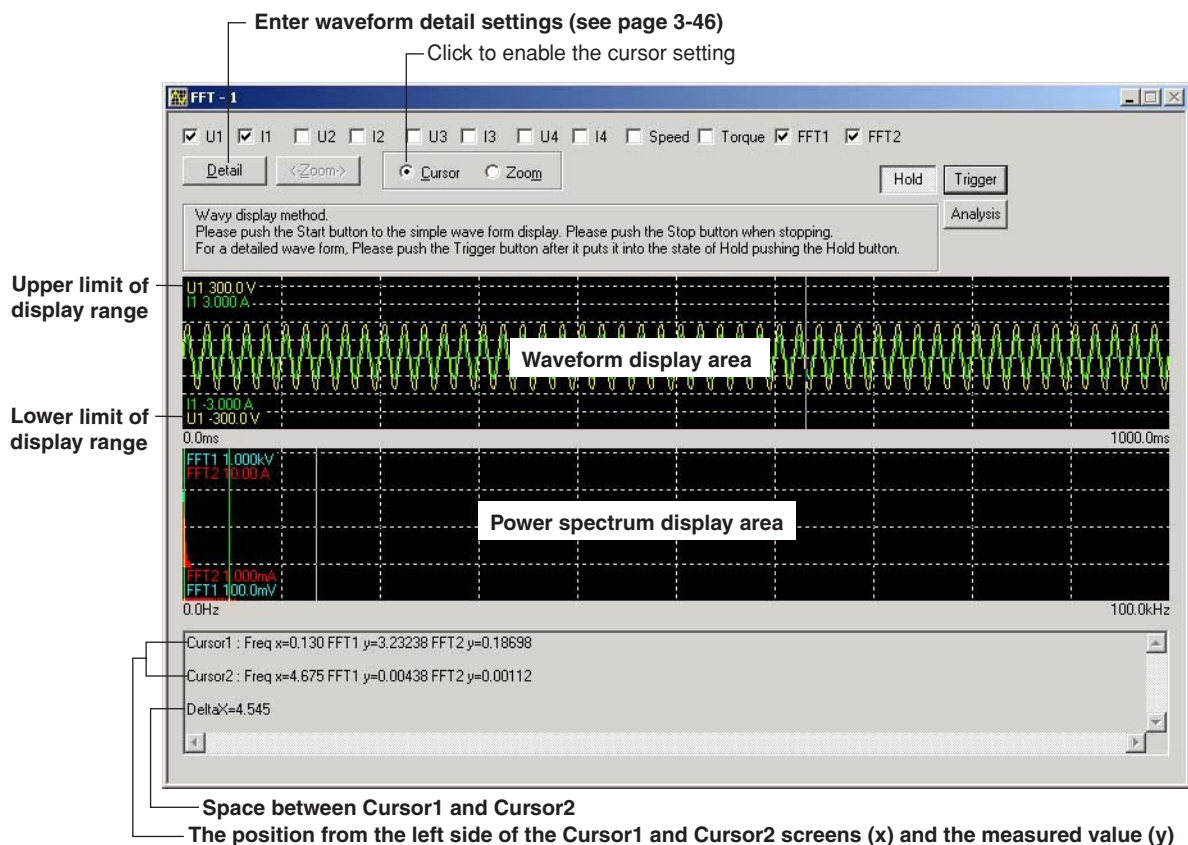 Enter waveform detail settings (see page 3-46)
Click to enable the cursor setting
FFT - 1
U1 I1 U2 I2 U3 I3 U4 I4 Speed Torque FFT1 FFT2
Detail <-Zoom-> Cursor Zoom Hold Trigger
Analysis
Wavy display method.
Please push the Start button to the simple wave form display. Please push the Stop button when stopping.
For a detailed wave form, Please push the Trigger button after it puts it into the state of Hold pushing the Hold button.
Upper limit of
display range
U1 300.0 V
I1 3.000 A
Waveform display area
Lower limit of
display range
I1 -3.000 A
U1 -300.0 V
0.0ms 1000.0ms
FFT1 1.000kV
FFT2 10.00 A
Power spectrum display area
FFT2 1.000mA
FFT1 100.0mV
0.0Hz 100.0kHz
Cursor1 : Freq x=0.130 FFT1 y=3.23238 FFT2 y=0.18698
Cursor2 : Freq x=4.675 FFT1 y=0.00438 FFT2 y=0.00112
DeltaX=4.545
Space between Cursor1 and Cursor2
The position from the left side of the Cursor1 and Cursor2 screens (x) and the measured value (y)